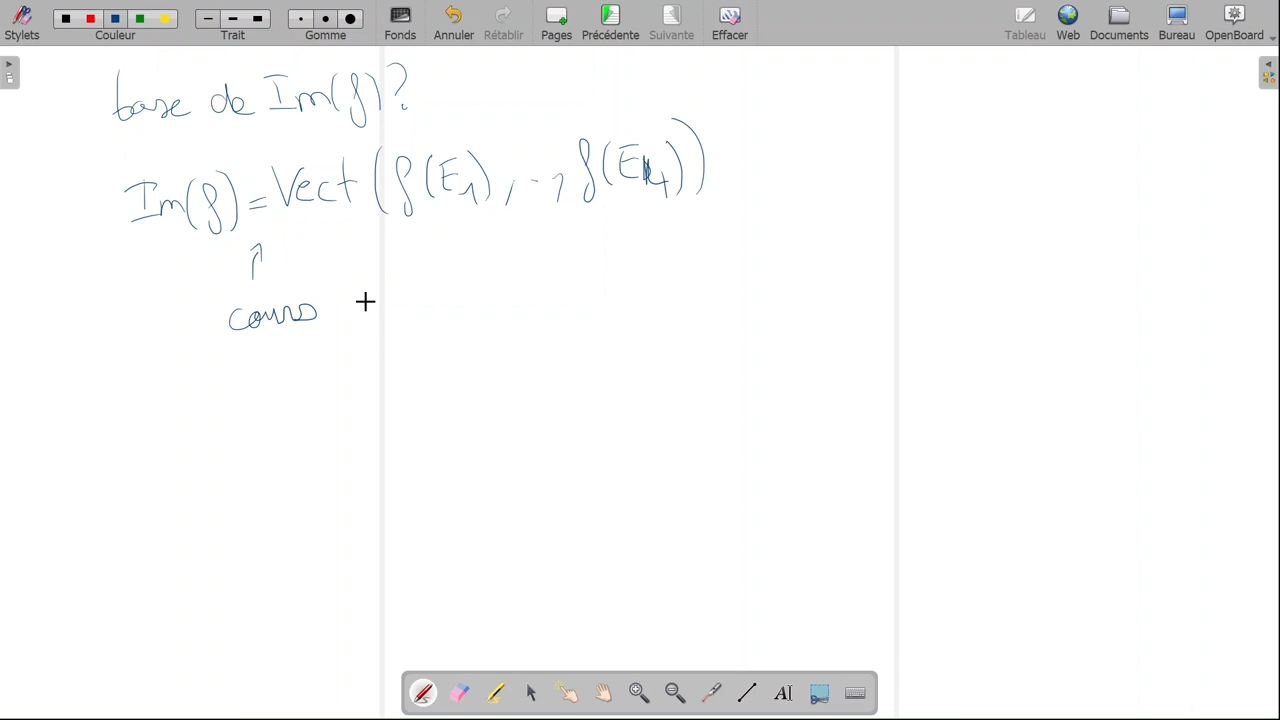 Stylets Couleur Trait Gomme Fonds Annuler Rétablir Pages Précédente Suivante Effacer Tableau Web Documents Bureau OpenBoard
base de Im(f)?
Im(f) = Vect(f(E1), .., f(E4))
↑
cours